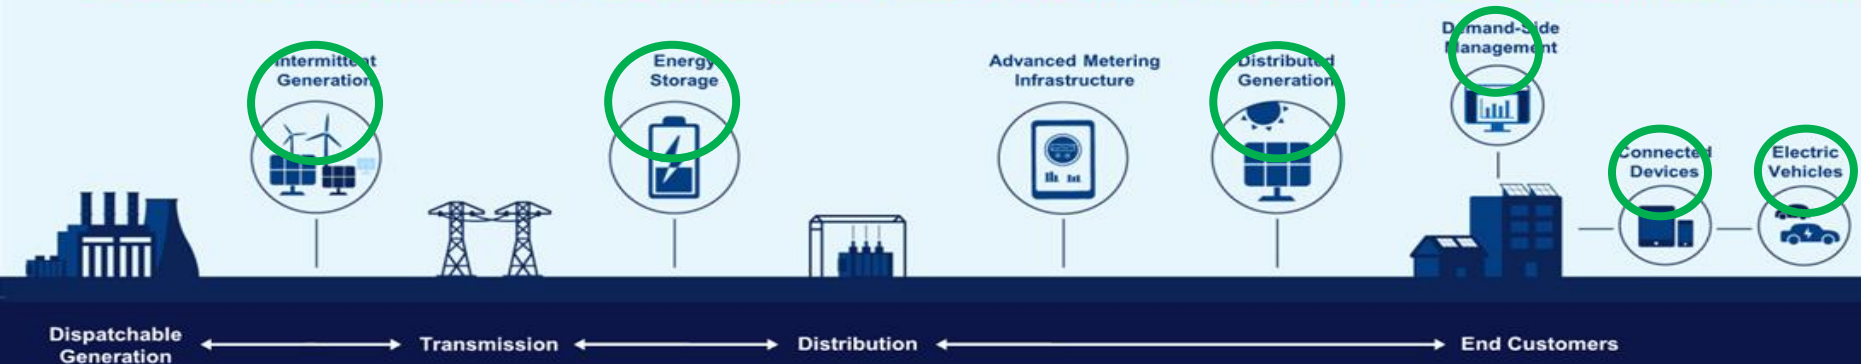 Intermittent
Generation
Energy
Storage
Advanced Metering
Infrastructure
Distributed
Generation
Demand-Side
Management
Connected
Devices
Electric
Vehicles
Dispatchable
Generation
Transmission
Distribution
End Customers